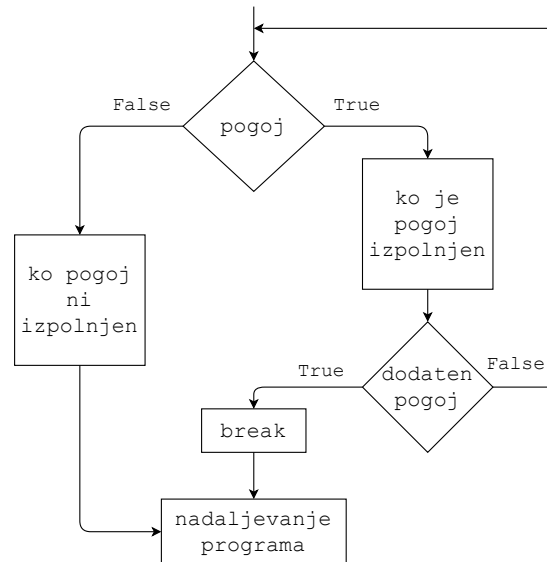 False
True
pogoj
ko je
pogoj
izpolnjen
ko pogoj
ni
izpolnjen
True
dodaten
pogoj
False
break
nadaljevanje
programa